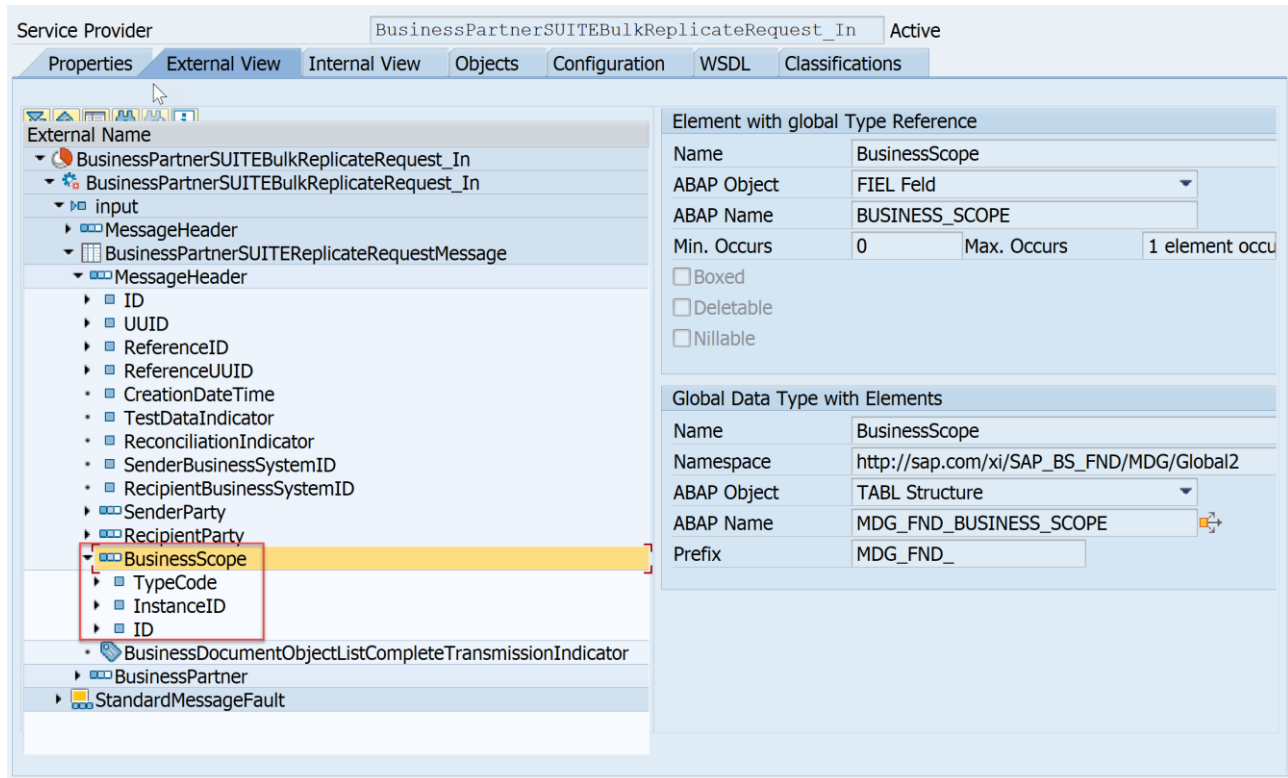 Service Provider BusinessPartnerSUITEBulkReplicateRequest_In Active
Properties External View Internal View Objects Configuration WSDL Classifications
External Name
BusinessPartnerSUITEBulkReplicateRequest_In
BusinessPartnerSUITEBulkReplicateRequest_In
input
MessageHeader
BusinessPartnerSUITEReplicateRequestMessage
MessageHeader
ID
UUID
ReferenceID
ReferenceUUID
CreationDateTime
TestDataIndicator
ReconciliationIndicator
SenderBusinessSystemID
RecipientBusinessSystemID
SenderParty
RecipientParty
BusinessScope
TypeCode
InstanceID
ID
BusinessDocumentObjectListCompleteTransmissionIndicator
BusinessPartner
StandardMessageFault
Element with global Type Reference
Name BusinessScope
ABAP Object FIEL Feld
ABAP Name BUSINESS_SCOPE
Min. Occurs 0 Max. Occurs 1 element occu
Boxed
Deletable
Nillable
Global Data Type with Elements
Name BusinessScope
Namespace http://sap.com/xi/SAP_BS_FND/MDG/Global2
ABAP Object TABL Structure
ABAP Name MDG_FND_BUSINESS_SCOPE
Prefix MDG_FND_